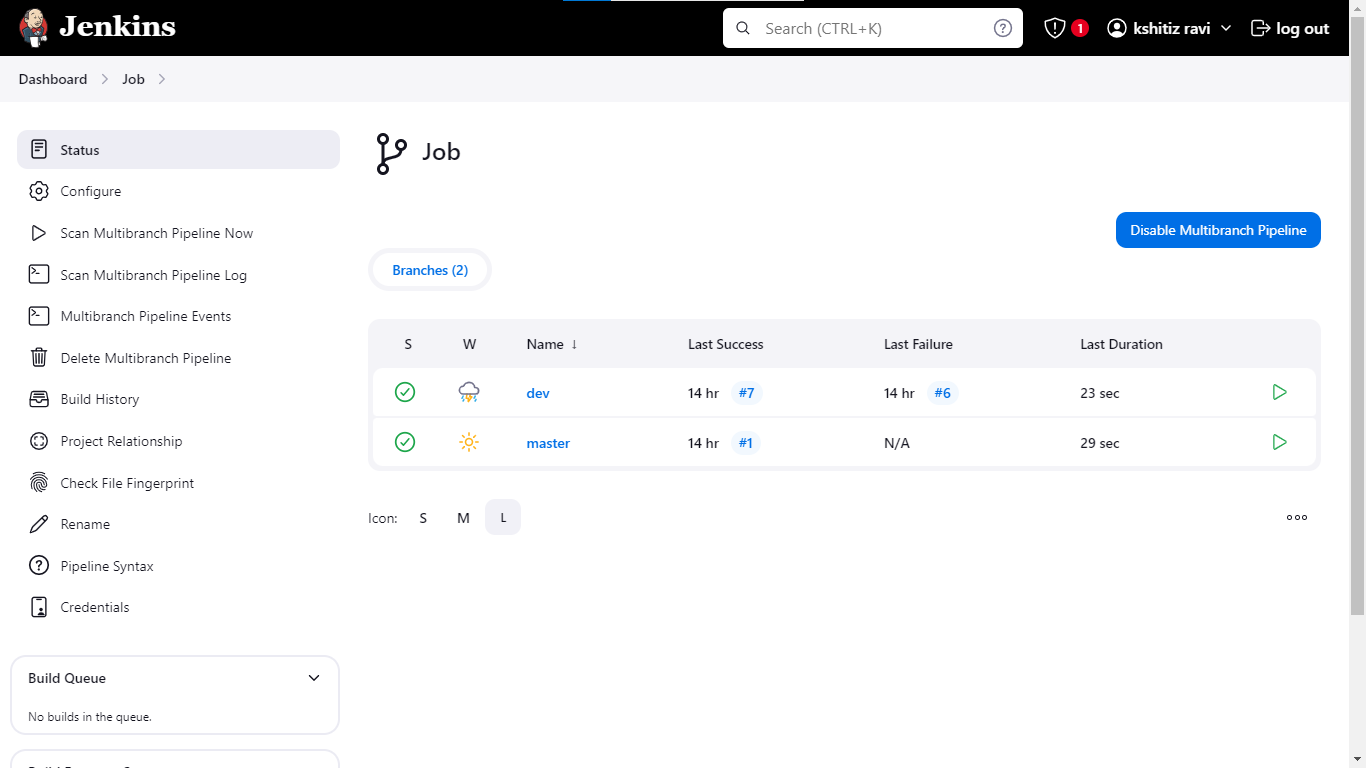 Jenkins
Search (CTRL+K)
1
kshitiz ravi
log out
Dashboard
Job
Status
Configure
Scan Multibranch Pipeline Now
Scan Multibranch Pipeline Log
Multibranch Pipeline Events
Delete Multibranch Pipeline
Build History
Project Relationship
Check File Fingerprint
Rename
Pipeline Syntax
Credentials
Build Queue
No builds in the queue.
Job
Disable Multibranch Pipeline
Branches (2)
S W Name ↓ Last Success Last Failure Last Duration
dev 14 hr #7 14 hr #6 23 sec
master 14 hr #1 N/A 29 sec
Icon: S M L